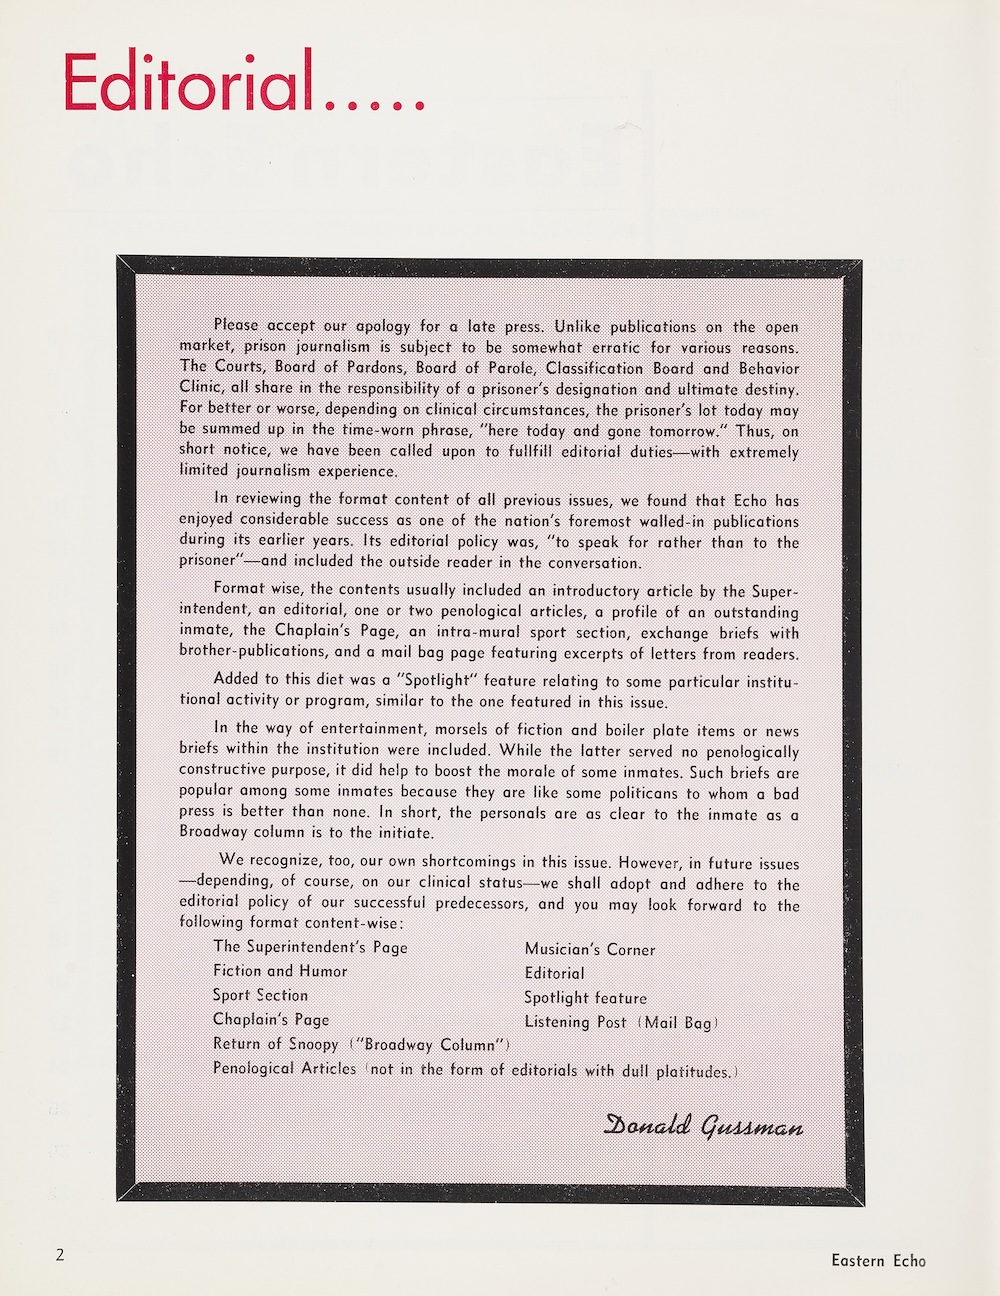 Editorial.....
Please accept our apology for a late press. Unlike publications on the open
market, prison journalism is subject to be somewhat erratic for various reasons.
The Courts, Board of Pardons, Board of Parole, Classification Board and Behavior
Clinic, all share in the responsibility of a prisoner's designation and ultimate destiny.
For better or worse, depending on clinical circumstances, the prisoner's lot today may
be summed up in the time-worn phrase, "here today and gone tomorrow." Thus, on
short notice, we have been called upon to fullfill editorial duties—with extremely
limited journalism experience.
In reviewing the format content of all previous issues, we found that Echo has
enjoyed considerable success as one of the nation's foremost walled-in publications
during its earlier years. Its editorial policy was, "to speak for rather than to the
prisoner"—and included the outside reader in the conversation.
Format wise, the contents usually included an introductory article by the Super-
intendent, an editorial, one or two penological articles, a profile of an outstanding
inmate, the Chaplain's Page, an intra-mural sport section, exchange briefs with
brother-publications, and a mail bag page featuring excerpts of letters from readers.
Added to this diet was a "Spotlight" feature relating to some particular institu-
tional activity or program, similar to the one featured in this issue.
In the way of entertainment, morsels of fiction and boiler plate items or news
briefs within the institution were included. While the latter served no penologically
constructive purpose, it did help to boost the morale of some inmates. Such briefs are
popular among some inmates because they are like some politicans to whom a bad
press is better than none. In short, the personals are as clear to the inmate as a
Broadway column is to the initiate.
We recognize, too, our own shortcomings in this issue. However, in future issues
—depending, of course, on our clinical status—we shall adopt and adhere to the
editorial policy of our successful predecessors, and you may look forward to the
following format content-wise:
The Superintendent's Page Musician's Corner
Fiction and Humor Editorial
Sport Section Spotlight feature
Chaplain's Page Listening Post (Mail Bag)
Return of Snoopy ("Broadway Column")
Penological Articles (not in the form of editorials with dull platitudes.)
Donald Gussman
2 Eastern Echo